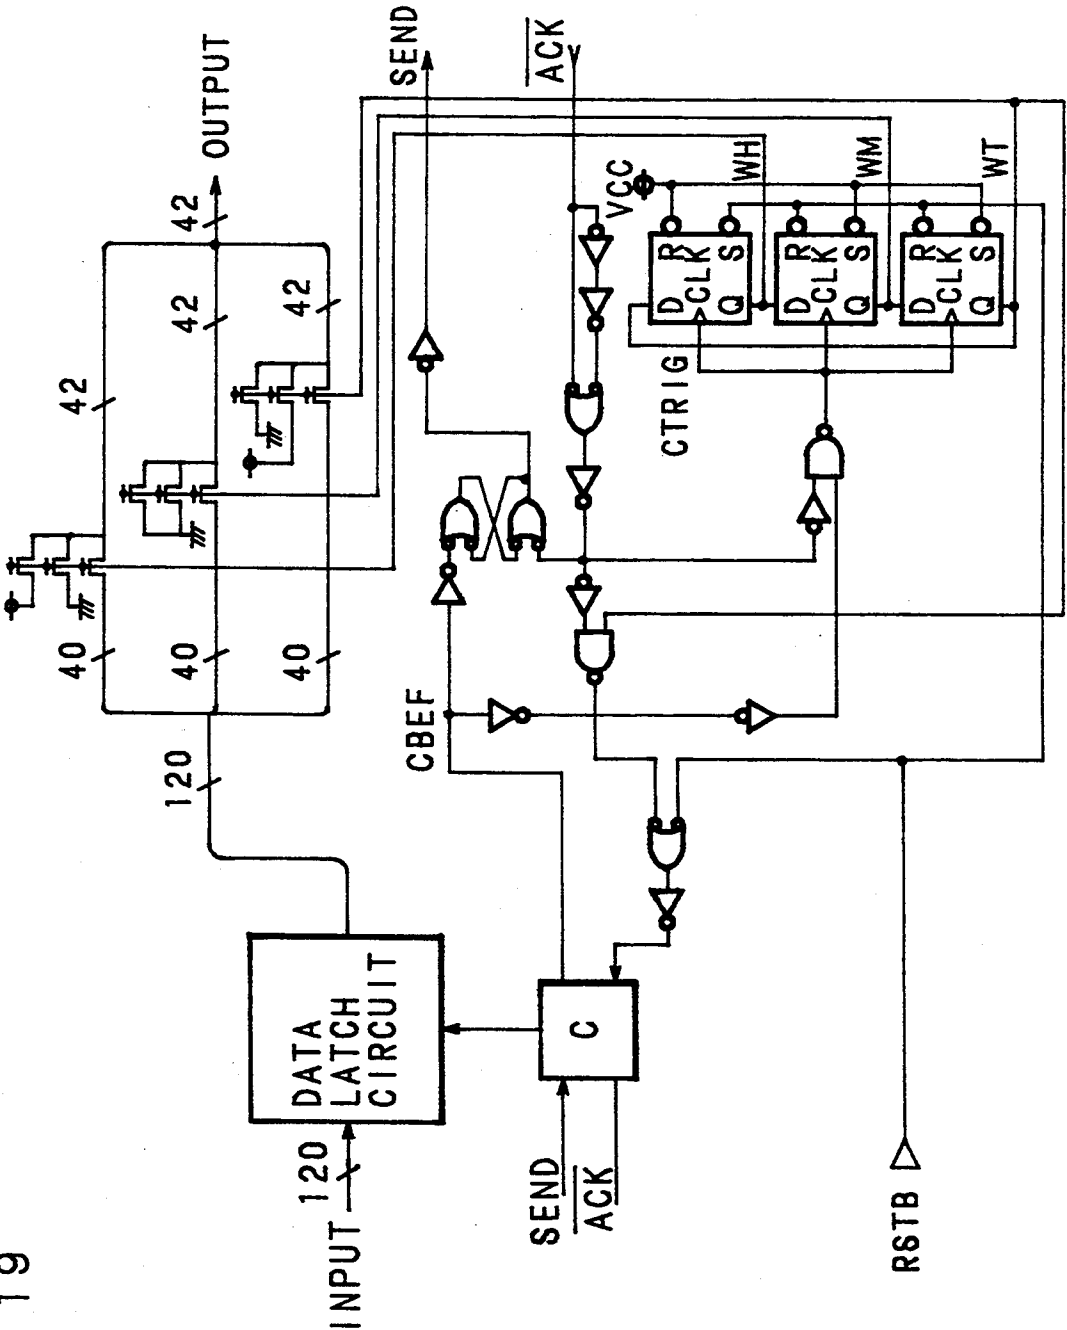 19
INPUT
120
DATA
LATCH
CIRCUIT
120
40
40
40
42
42
42
42
OUTPUT
SEND
ACK
C
CBEF
SEND
ACK
VCC
CTRIG
R
D CLK
Q S
WH
R
D CLK
Q S
WM
R
D CLK
Q S
WT
RSTB